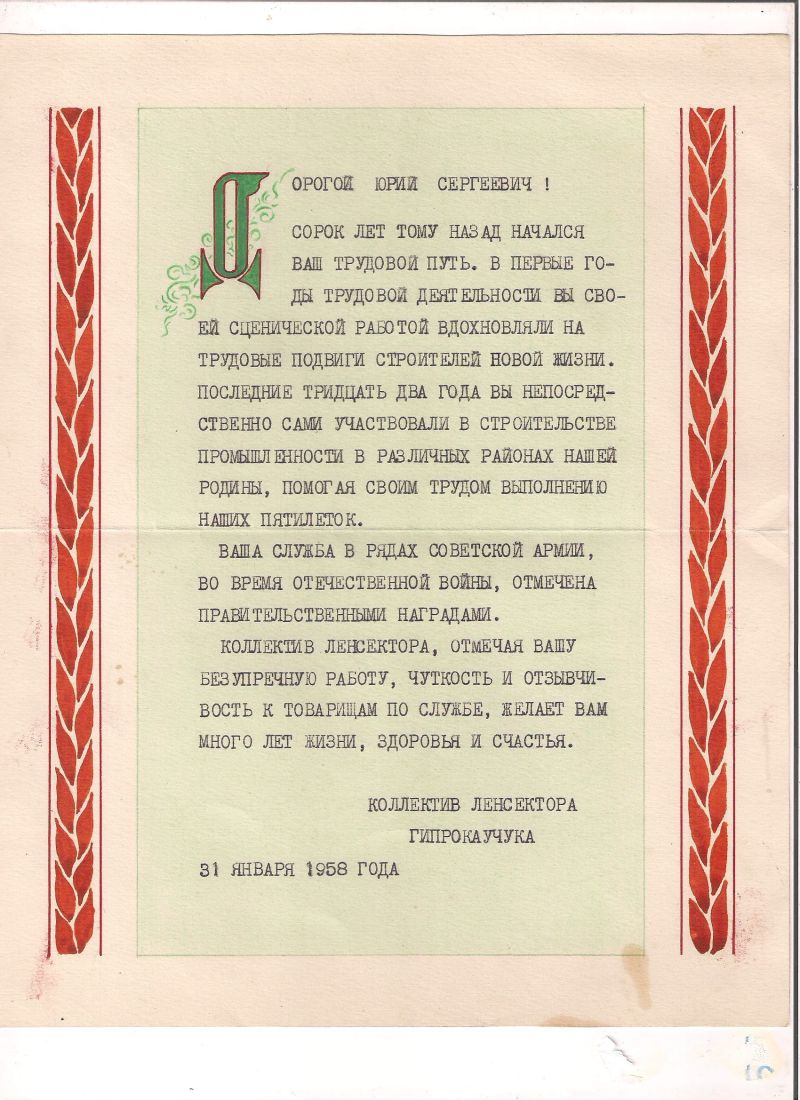 ДОРОГОЙ ЮРИЙ СЕРГЕЕВИЧ !
СОРОК ЛЕТ ТОМУ НАЗАД НАЧАЛСЯ
ВАШ ТРУДОВОЙ ПУТЬ. В ПЕРВЫЕ ГО-
ДЫ ТРУДОВОЙ ДЕЯТЕЛЬНОСТИ ВЫ СВО-
ЕЙ СЦЕНИЧЕСКОЙ РАБОТОЙ ВДОХНОВЛЯЛИ НА
ТРУДОВЫЕ ПОДВИГИ СТРОИТЕЛЕЙ НОВОЙ ЖИЗНИ.
ПОСЛЕДНИЕ ТРИДЦАТЬ ДВА ГОДА ВЫ НЕПОСРЕД-
СТВЕННО САМИ УЧАСТВОВАЛИ В СТРОИТЕЛЬСТВЕ
ПРОМЫШЛЕННОСТИ В РАЗЛИЧНЫХ РАЙОНАХ НАШЕЙ
РОДИНЫ, ПОМОГАЯ СВОИМ ТРУДОМ ВЫПОЛНЕНИЮ
НАШИХ ПЯТИЛЕТОК.
ВАША СЛУЖБА В РЯДАХ СОВЕТСКОЙ АРМИИ,
ВО ВРЕМЯ ОТЕЧЕСТВЕННОЙ ВОЙНЫ, ОТМЕЧЕНА
ПРАВИТЕЛЬСТВЕННЫМИ НАГРАДАМИ.
КОЛЛЕКТИВ ЛЕНСЕКТОРА, ОТМЕЧАЯ ВАШУ
БЕЗУПРЕЧНУЮ РАБОТУ, ЧУТКОСТЬ И ОТЗЫВЧИ-
ВОСТЬ К ТОВАРИЩАМ ПО СЛУЖБЕ, ЖЕЛАЕТ ВАМ
МНОГО ЛЕТ ЖИЗНИ, ЗДОРОВЬЯ И СЧАСТЬЯ.
КОЛЛЕКТИВ ЛЕНСЕКТОРА
ГИПРОКАУЧУКА
31 ЯНВАРЯ 1958 ГОДА